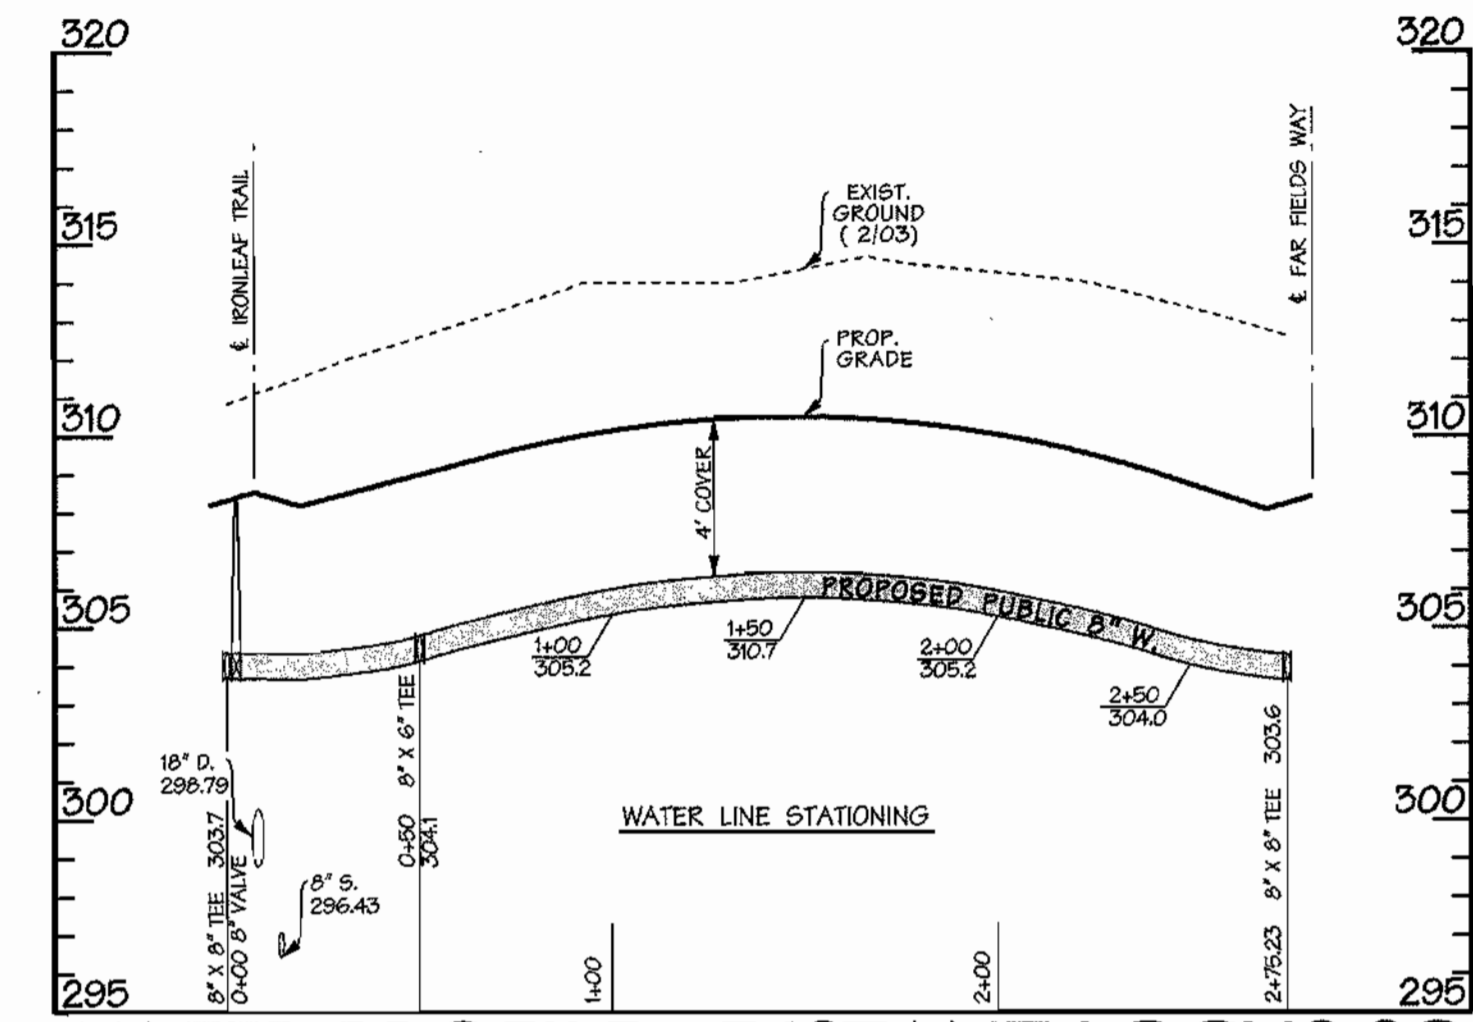 320
320
315
315
310
310
305
305
300
300
295
295
℄ IRONLEAF TRAIL
℄ FAR FIELDS WAY
EXIST.
GROUND
( 2/03)
PROP.
GRADE
4' COVER
PROPOSED PUBLIC 8" W.
1+00
305.2
1+50
310.7
2+00
305.2
2+50
304.0
18" D.
298.79
8" S.
296.43
8" X 8" TEE 303.7
0+00 8" VALVE
0+50 8" X 6" TEE
304.1
WATER LINE STATIONING
1+00
2+00
2+75.23 8" X 8" TEE 303.6